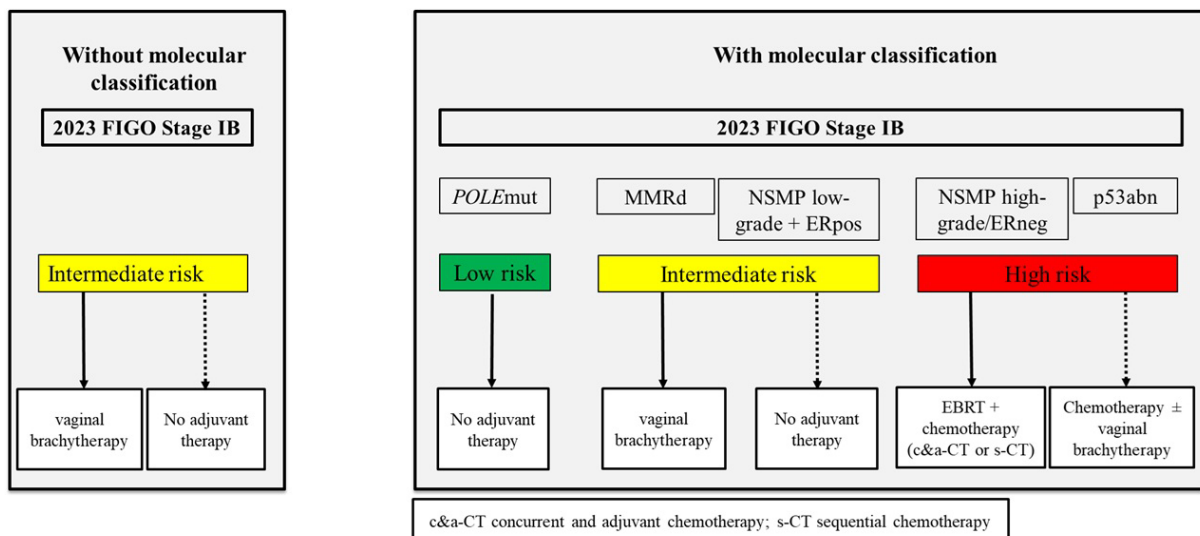 Without molecular
classification
2023 FIGO Stage IB
Intermediate risk
vaginal
brachytherapy
No adjuvant
therapy
With molecular classification
2023 FIGO Stage IB
POLEmut
MMRd
NSMP low-
grade + ERpos
NSMP high-
grade/ERneg
p53abn
Low risk
Intermediate risk
High risk
No adjuvant
therapy
vaginal
brachytherapy
No adjuvant
therapy
EBRT +
chemotherapy
(c&a-CT or s-CT)
Chemotherapy ±
vaginal
brachytherapy
c&a-CT concurrent and adjuvant chemotherapy; s-CT sequential chemotherapy